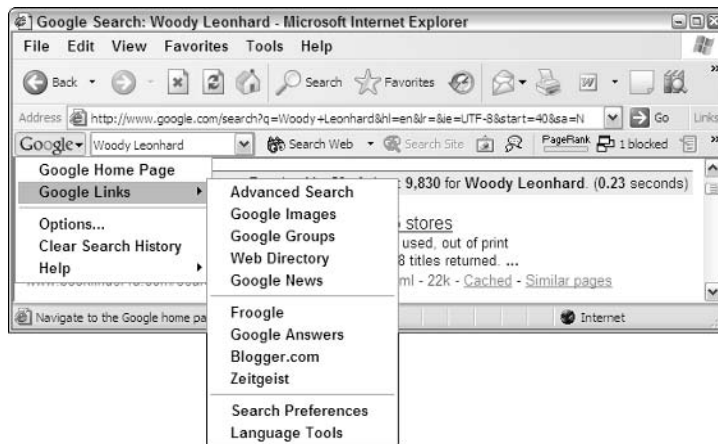 Google Search: Woody Leonhard - Microsoft Internet Explorer
File Edit View Favorites Tools Help
Back Search Favorites
Address http://www.google.com/search?q=Woody+Leonhard&hl=en&lr=&ie=UTF-8&start=40&sa=N Go Links
Google Woody Leonhard Search Web Search Site PageRank 1 blocked
Google Home Page
Google Links
Options...
Clear Search History
Help
9,830 for Woody Leonhard. (0.23 seconds)
stores
used, out of print
8 titles returned. ...
ml - 22k - Cached - Similar pages
Advanced Search
Google Images
Google Groups
Web Directory
Google News
Froogle
Google Answers
Blogger.com
Zeitgeist
Search Preferences
Language Tools
Navigate to the Google home pa
Internet